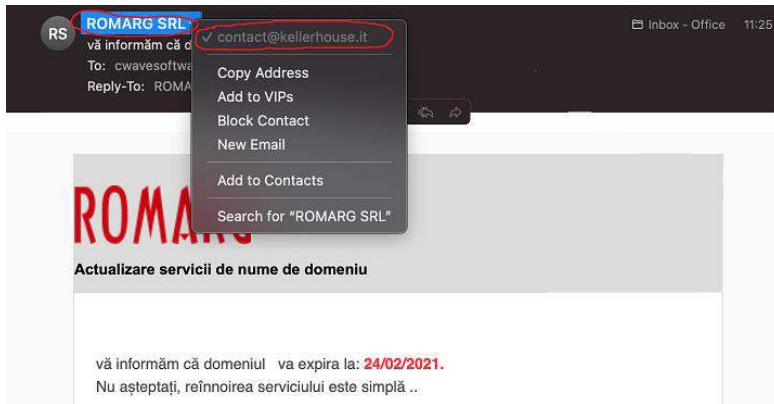 RS
ROMARG SRL
Inbox - Office 11:25
contact@kellerhouse.it
vă informăm că d
To: cwavesoftwa
Reply-To: ROMA
Copy Address
Add to VIPs
Block Contact
New Email
Add to Contacts
Search for “ROMARG SRL”
ROMARG
Actualizare servicii de nume de domeniu
vă informăm că domeniul va expira la: 24/02/2021.
Nu așteptați, reînnoirea serviciului este simplă ..